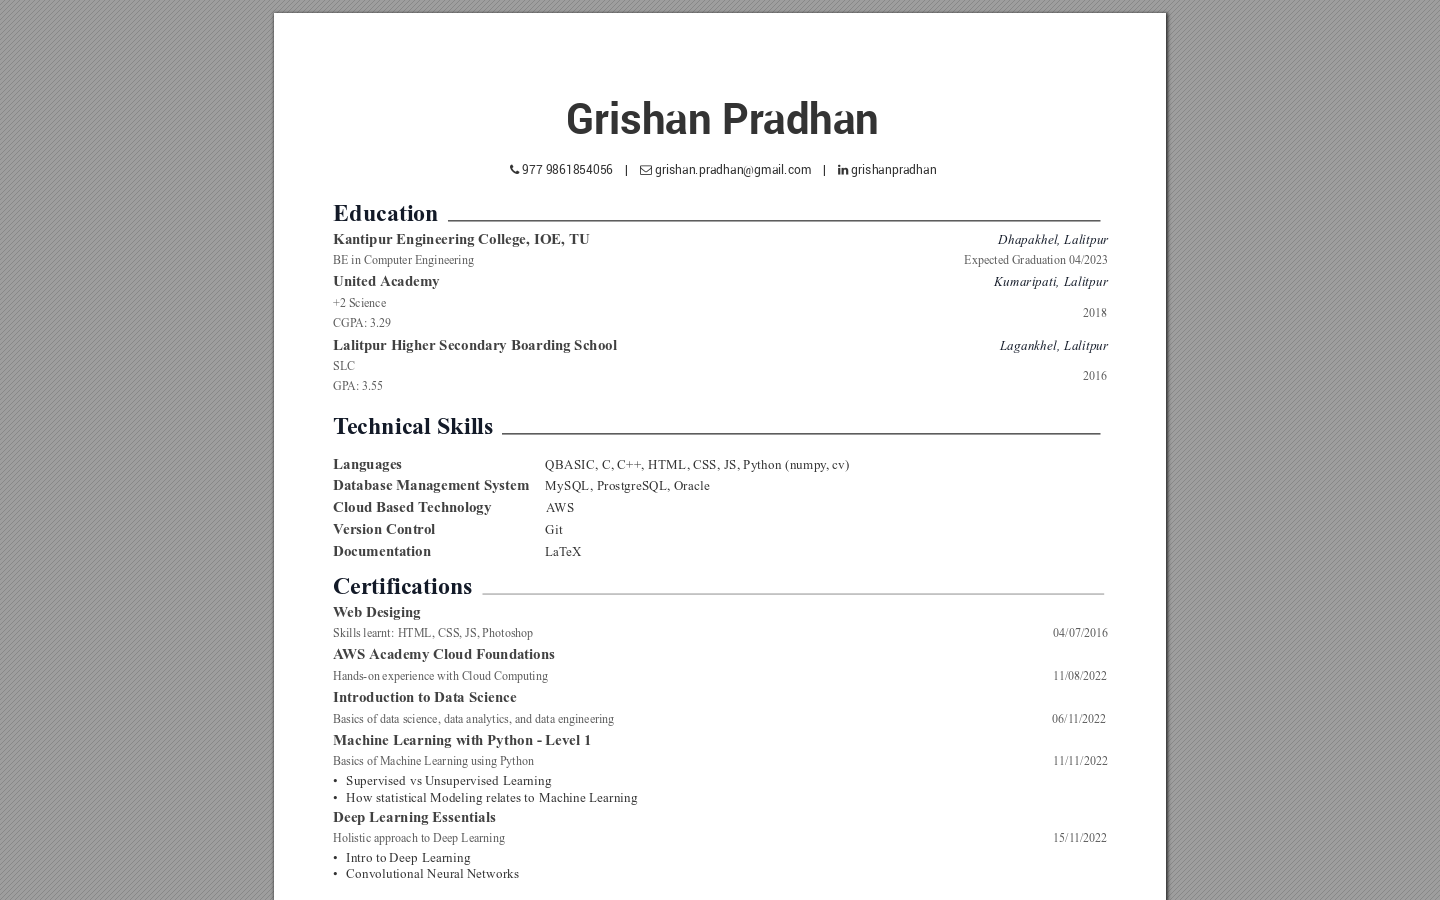 Grishan Pradhan
977 9861854056 | grishan.pradhan@gmail.com | grishanpradhan
Education
Kantipur Engineering College, IOE, TU Dhapakhel, Lalitpur
BE in Computer Engineering Expected Graduation 04/2023
United Academy Kumaripati, Lalitpur
+2 Science
2018
CGPA: 3.29
Lalitpur Higher Secondary Boarding School Lagankhel, Lalitpur
SLC
2016
GPA: 3.55
Technical Skills
Languages QBASIC, C, C++, HTML, CSS, JS, Python (numpy, cv)
Database Management System MySQL, ProstgreSQL, Oracle
Cloud Based Technology AWS
Version Control Git
Documentation LaTeX
Certifications
Web Desiging
Skills learnt: HTML, CSS, JS, Photoshop 04/07/2016
AWS Academy Cloud Foundations
Hands-on experience with Cloud Computing 11/08/2022
Introduction to Data Science
Basics of data science, data analytics, and data engineering 06/11/2022
Machine Learning with Python - Level 1
Basics of Machine Learning using Python 11/11/2022
• Supervised vs Unsupervised Learning
• How statistical Modeling relates to Machine Learning
Deep Learning Essentials
Holistic approach to Deep Learning 15/11/2022
• Intro to Deep Learning
• Convolutional Neural Networks